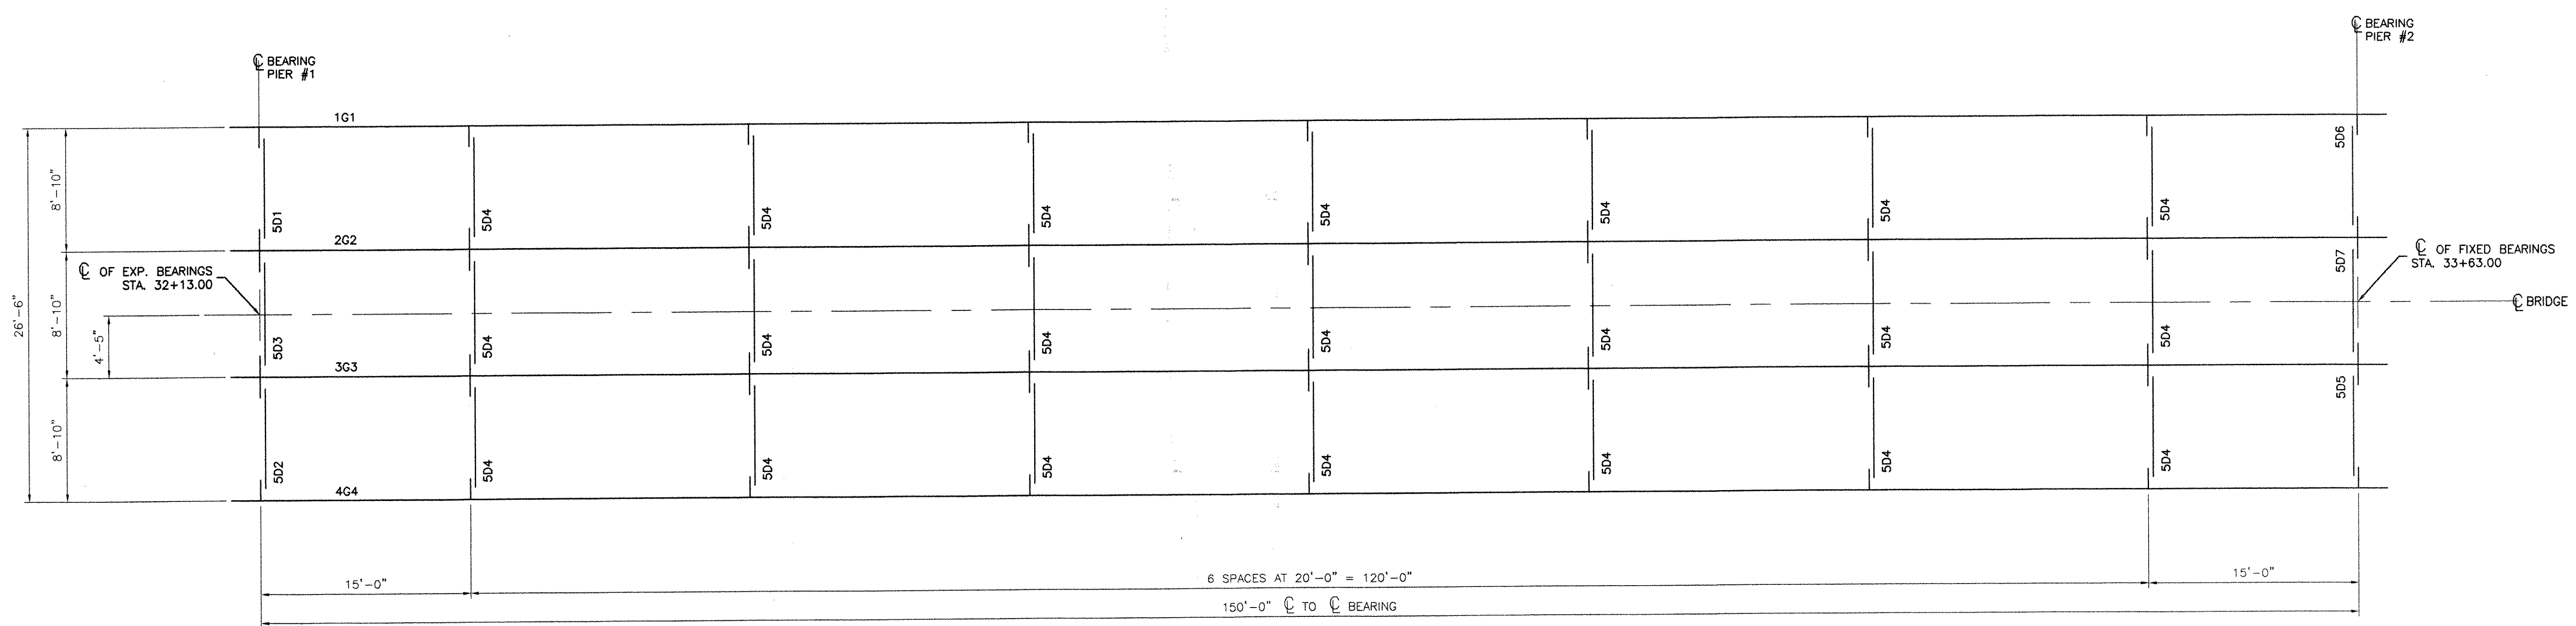 ℄ BEARING
PIER #2
℄ BEARING
PIER #1
1G1
5D6
8'-10"
5D1
5D4
5D4
5D4
5D4
5D4
5D4
5D4
2G2
℄ OF EXP. BEARINGS
STA. 32+13.00
5D7
℄ OF FIXED BEARINGS
STA. 33+63.00
26'-6"
8'-10"
4'-5"
℄ BRIDGE
5D3
5D4
5D4
5D4
5D4
5D4
5D4
5D4
3G3
5D5
8'-10"
5D2
5D4
5D4
5D4
5D4
5D4
5D4
5D4
4G4
15'-0"
6 SPACES AT 20'-0" = 120'-0"
15'-0"
150'-0" ℄ TO ℄ BEARING